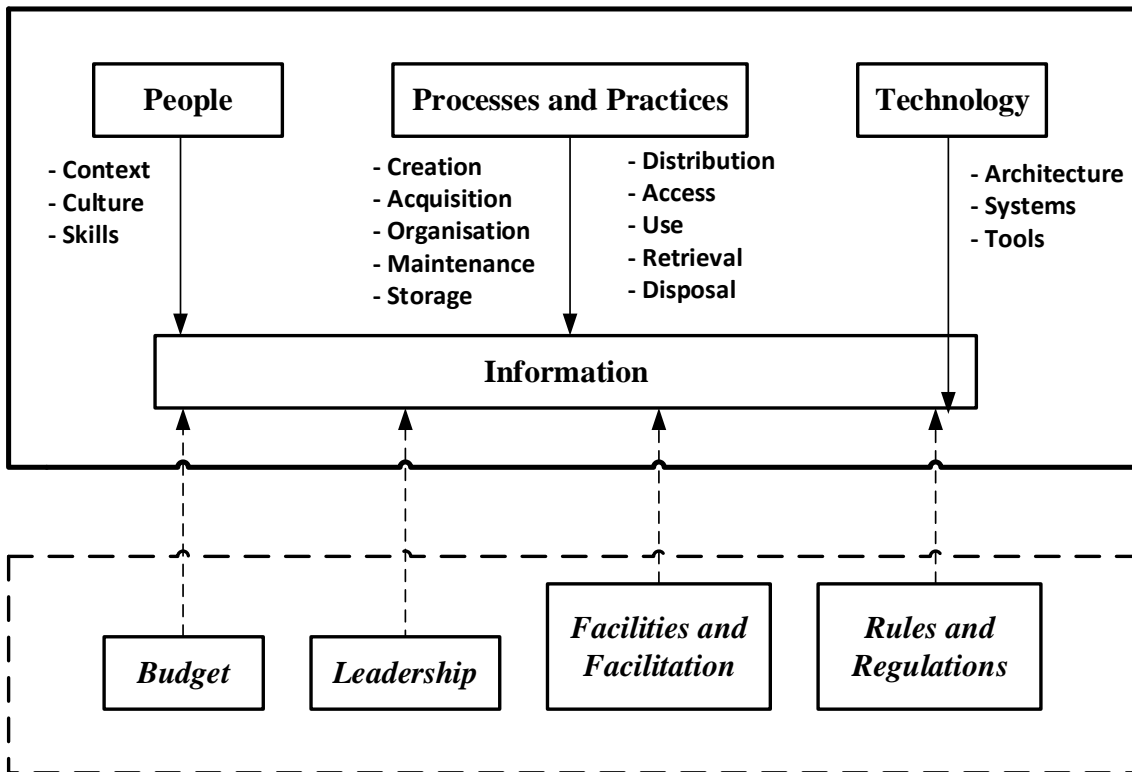 People
Processes and Practices
Technology
- Context
- Culture
- Skills
- Creation
- Acquisition
- Organisation
- Maintenance
- Storage
- Distribution
- Access
- Use
- Retrieval
- Disposal
- Architecture
- Systems
- Tools
Information
Budget
Leadership
Facilities and
Facilitation
Rules and
Regulations